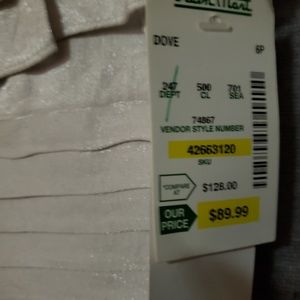 DOVE
6P
247 500 701
DEPT CL SEA
74867
VENDOR STYLE NUMBER
42663120
SKU
*COMPARE AT $128.00
OUR PRICE $89.99